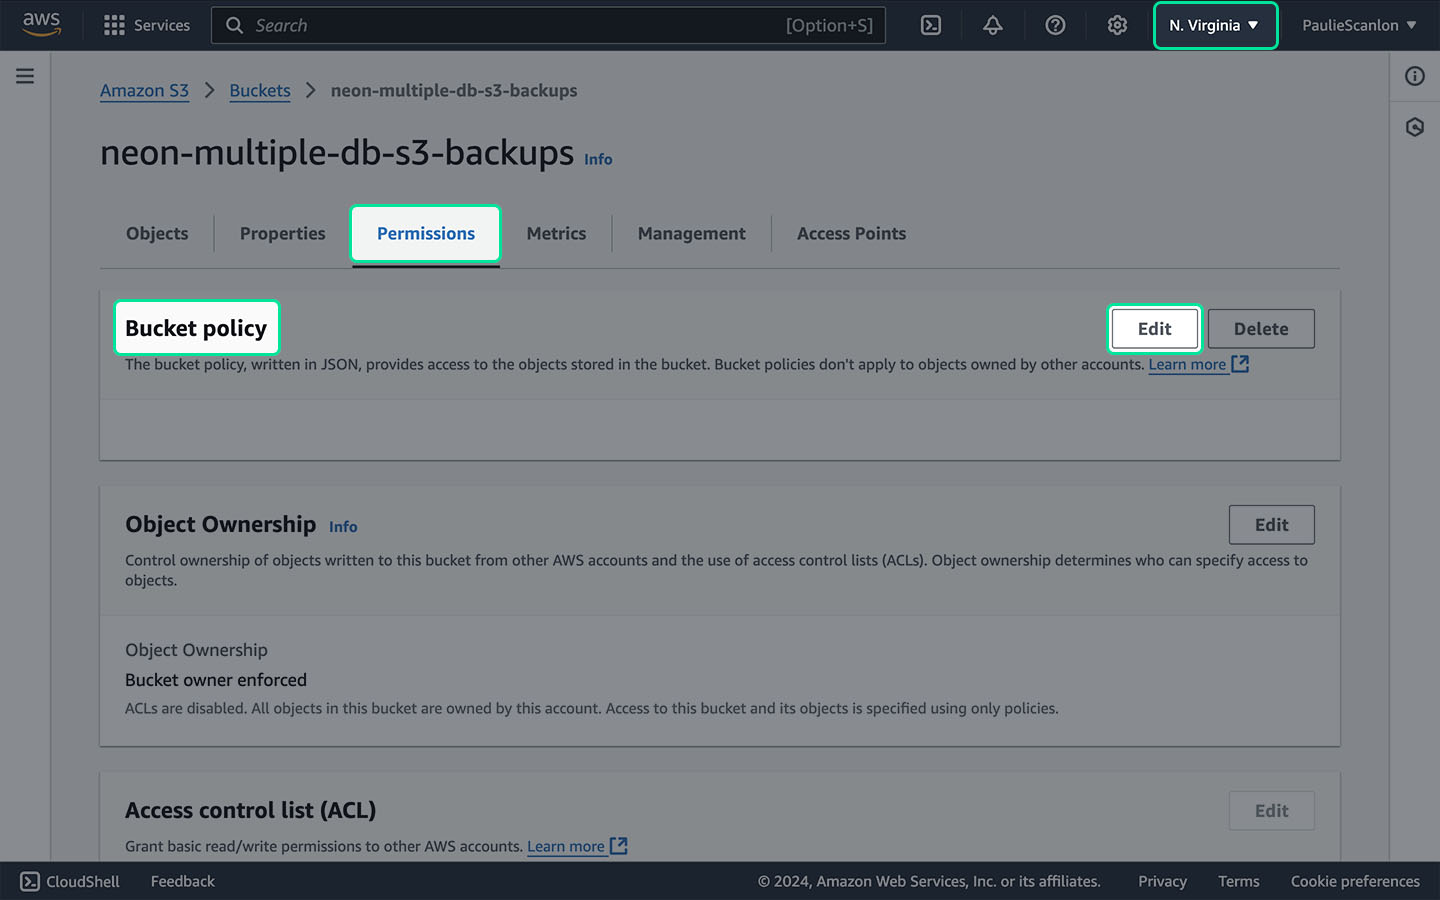 aws Services Search [Option+S] N. Virginia PaulieScanlon
Amazon S3 Buckets neon-multiple-db-s3-backups
neon-multiple-db-s3-backups Info
Objects Properties Permissions Metrics Management Access Points
Bucket policy Edit Delete
The bucket policy, written in JSON, provides access to the objects stored in the bucket. Bucket policies don't apply to objects owned by other accounts. Learn more
Object Ownership Info Edit
Control ownership of objects written to this bucket from other AWS accounts and the use of access control lists (ACLs). Object ownership determines who can specify access to
objects.
Object Ownership
Bucket owner enforced
ACLs are disabled. All objects in this bucket are owned by this account. Access to this bucket and its objects is specified using only policies.
Access control list (ACL) Edit
Grant basic read/write permissions to other AWS accounts. Learn more
CloudShell Feedback © 2024, Amazon Web Services, Inc. or its affiliates. Privacy Terms Cookie preferences